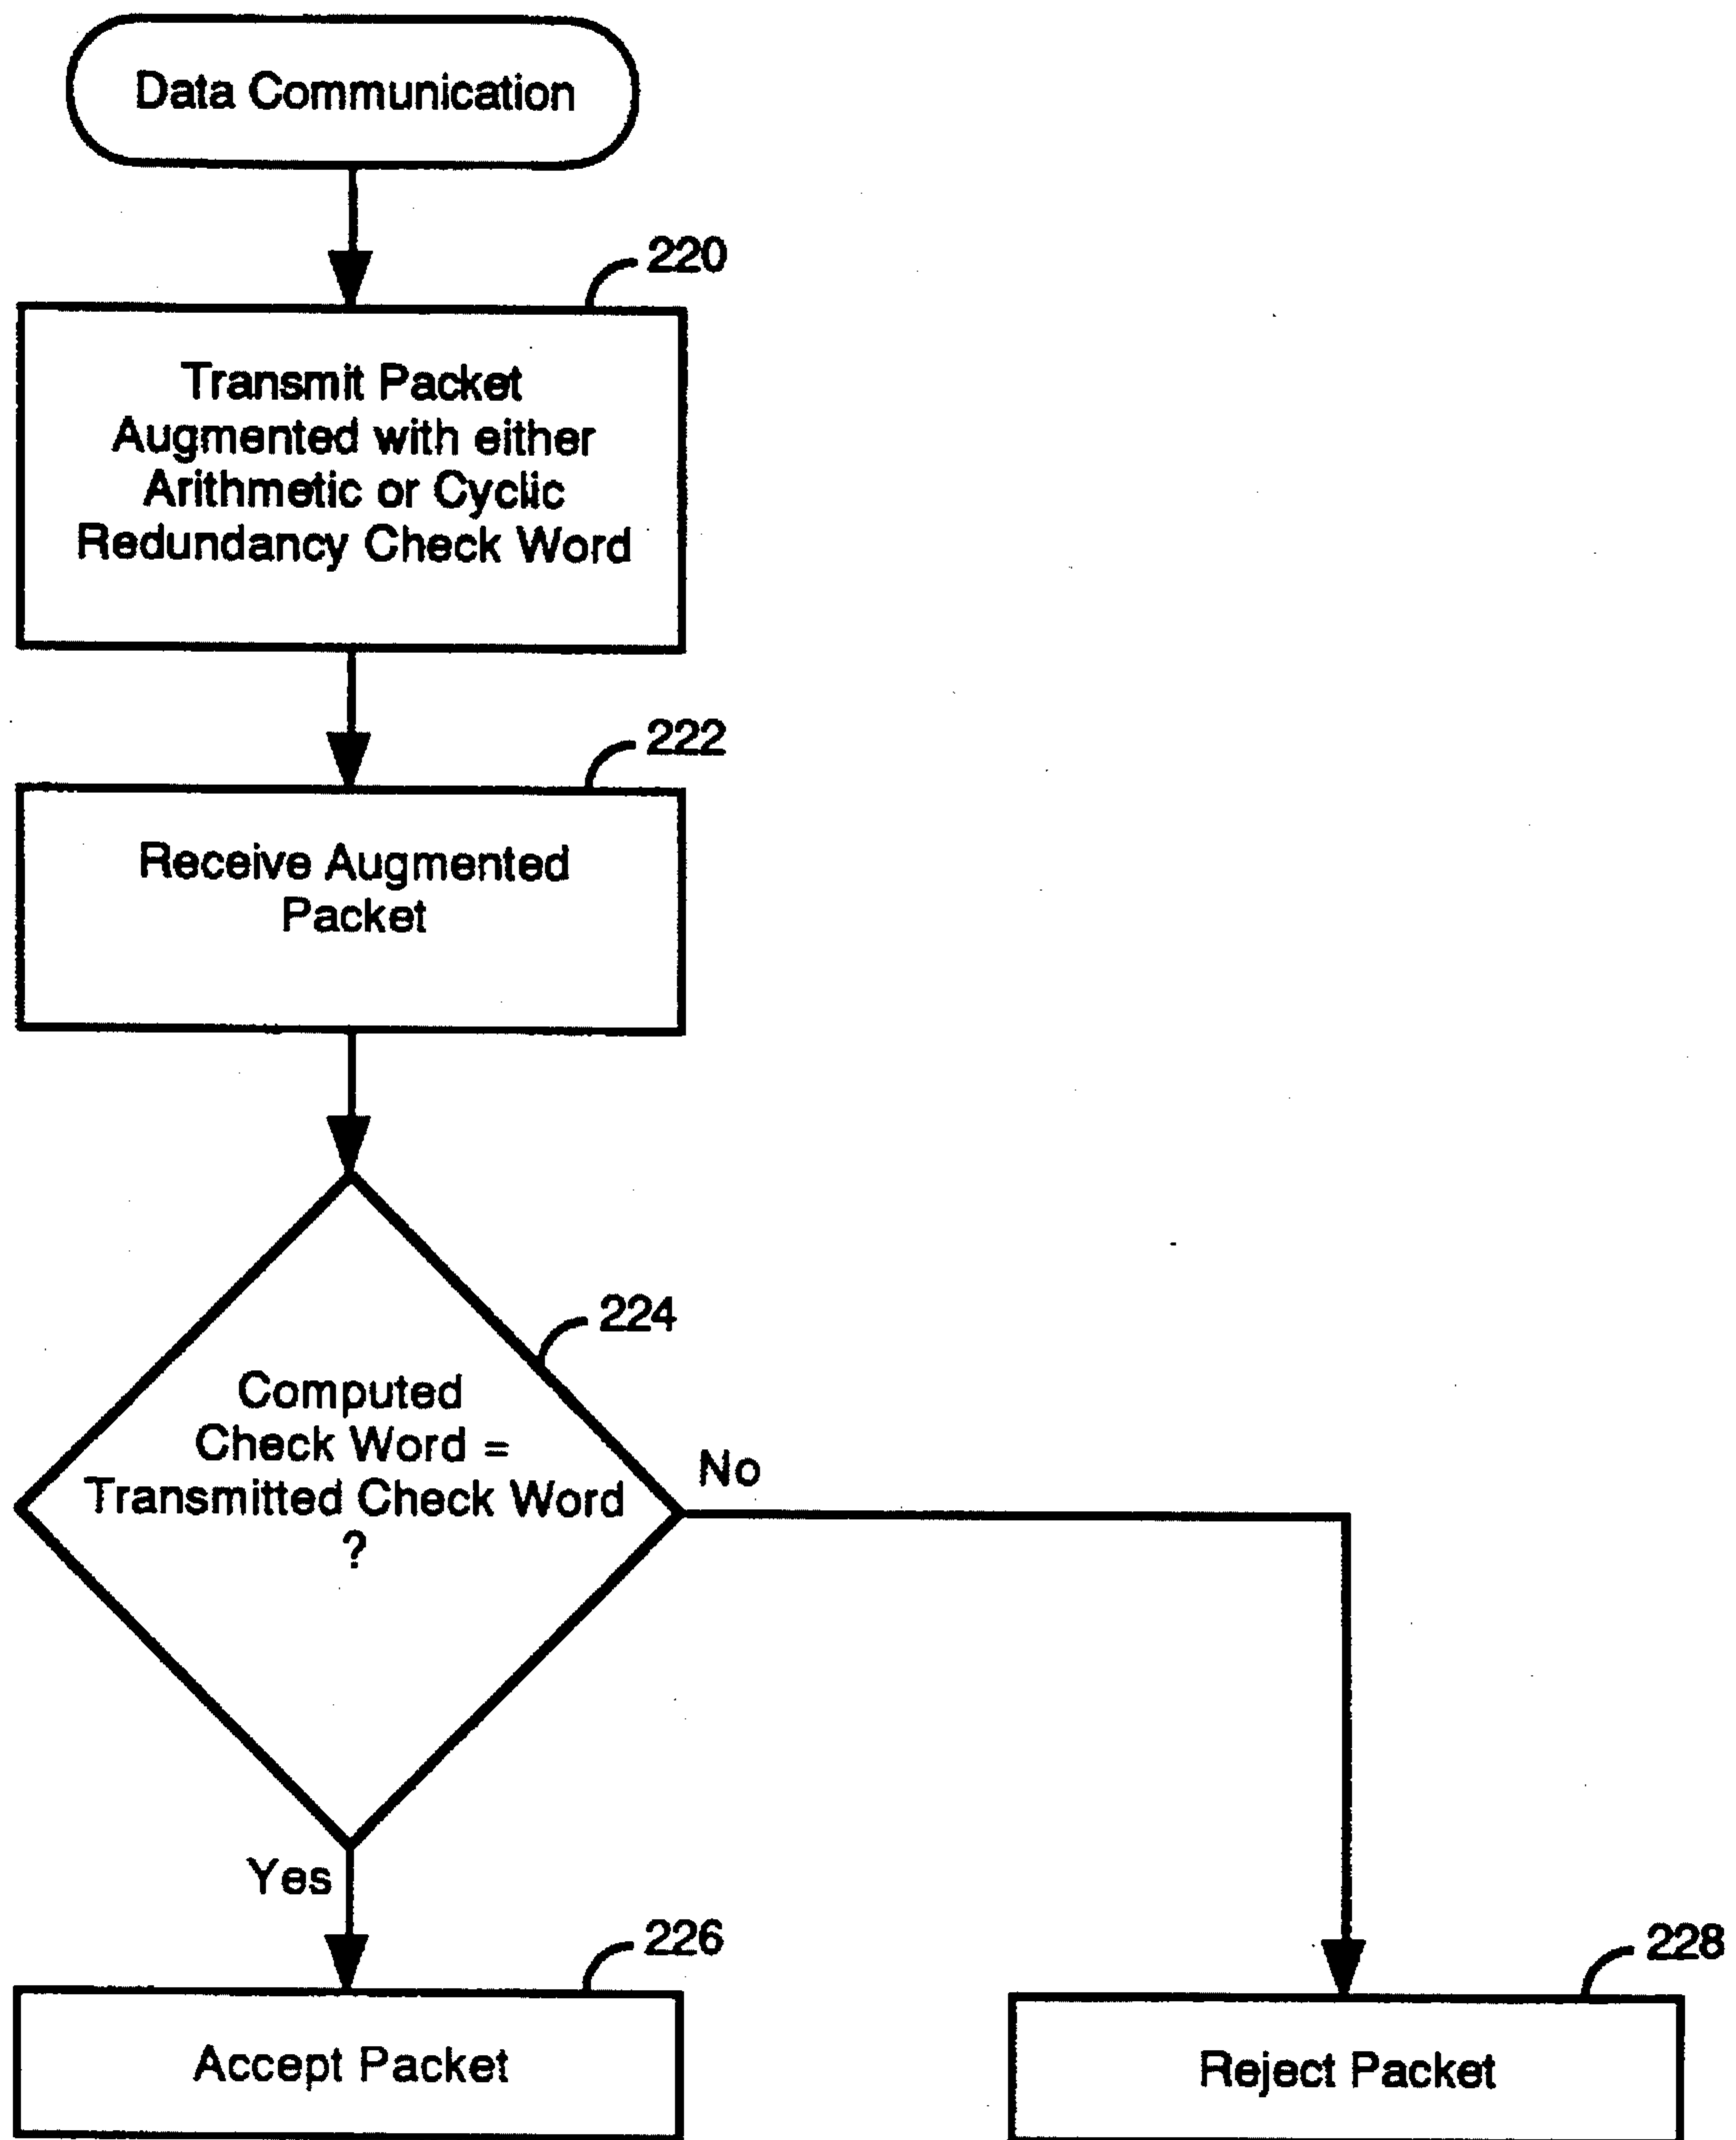 Data Communication
220
Transmit Packet
Augmented with either
Arithmetic or Cyclic
Redundancy Check Word
222
Receive Augmented
Packet
224
Computed
Check Word =
Transmitted Check Word
?
No
Yes
226
Accept Packet
228
Reject Packet